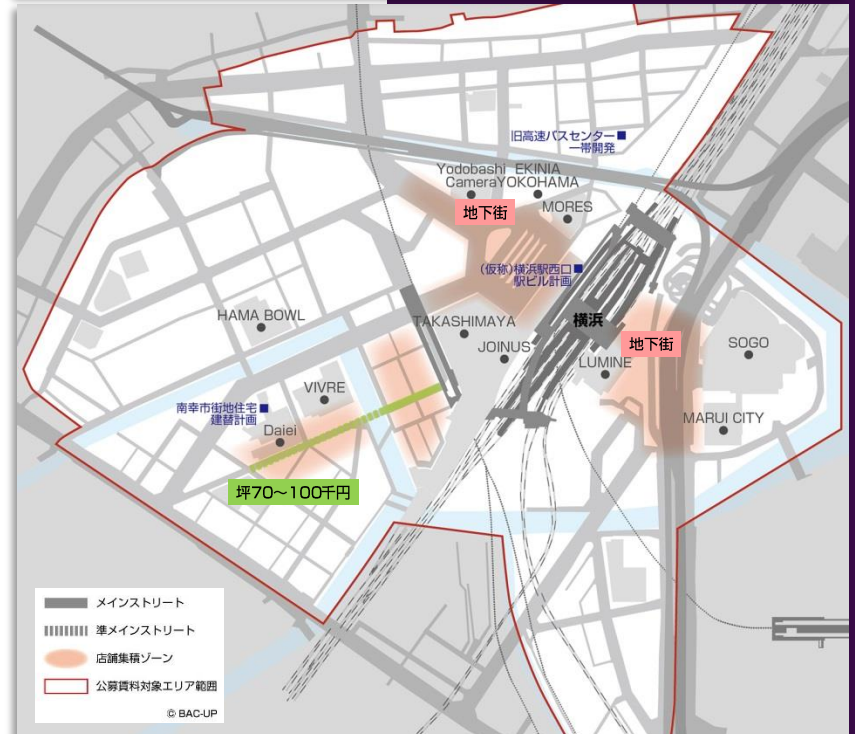 旧高速バスセンター
一帯開発
Yodobashi EKINIA
CameraYOKOHAMA
地下街
MORES
(仮称)横浜駅西口
駅ビル計画
HAMA BOWL
TAKASHIMAYA
横浜
JOINUS
地下街
SOGO
LUMINE
VIVRE
南幸市街地住宅
建替計画
MARUI CITY
Daiei
坪70～100千円
メインストリート
準メインストリート
店舗集積ゾーン
公募賃料対象エリア範囲
© BAC-UP